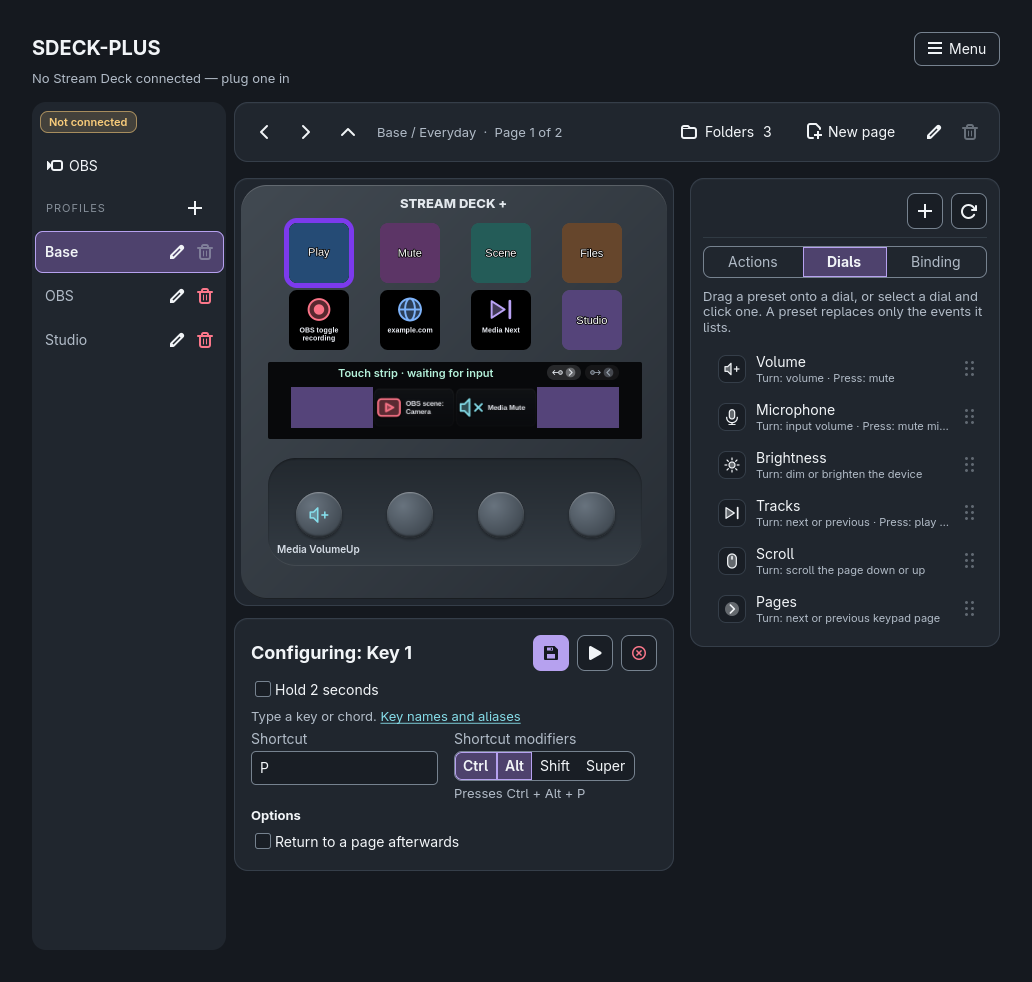 SDECK-PLUS
Menu
No Stream Deck connected — plug one in
Not connected
OBS
PROFILES
Base
OBS
Studio
Base / Everyday · Page 1 of 2
Folders 3
New page
STREAM DECK +
Play
Mute
Scene
Files
OBS toggle
recording
example.com
Media Next
Studio
Touch strip · waiting for input
OBS scene:
Camera
Media Mute
Media VolumeUp
Configuring: Key 1
Hold 2 seconds
Type a key or chord. Key names and aliases
Shortcut
P
Shortcut modifiers
Ctrl Alt Shift Super
Presses Ctrl + Alt + P
Options
Return to a page afterwards
Actions Dials Binding
Drag a preset onto a dial, or select a dial and
click one. A preset replaces only the events it
lists.
Volume
Turn: volume · Press: mute
Microphone
Turn: input volume · Press: mute mi...
Brightness
Turn: dim or brighten the device
Tracks
Turn: next or previous · Press: play ...
Scroll
Turn: scroll the page down or up
Pages
Turn: next or previous keypad page